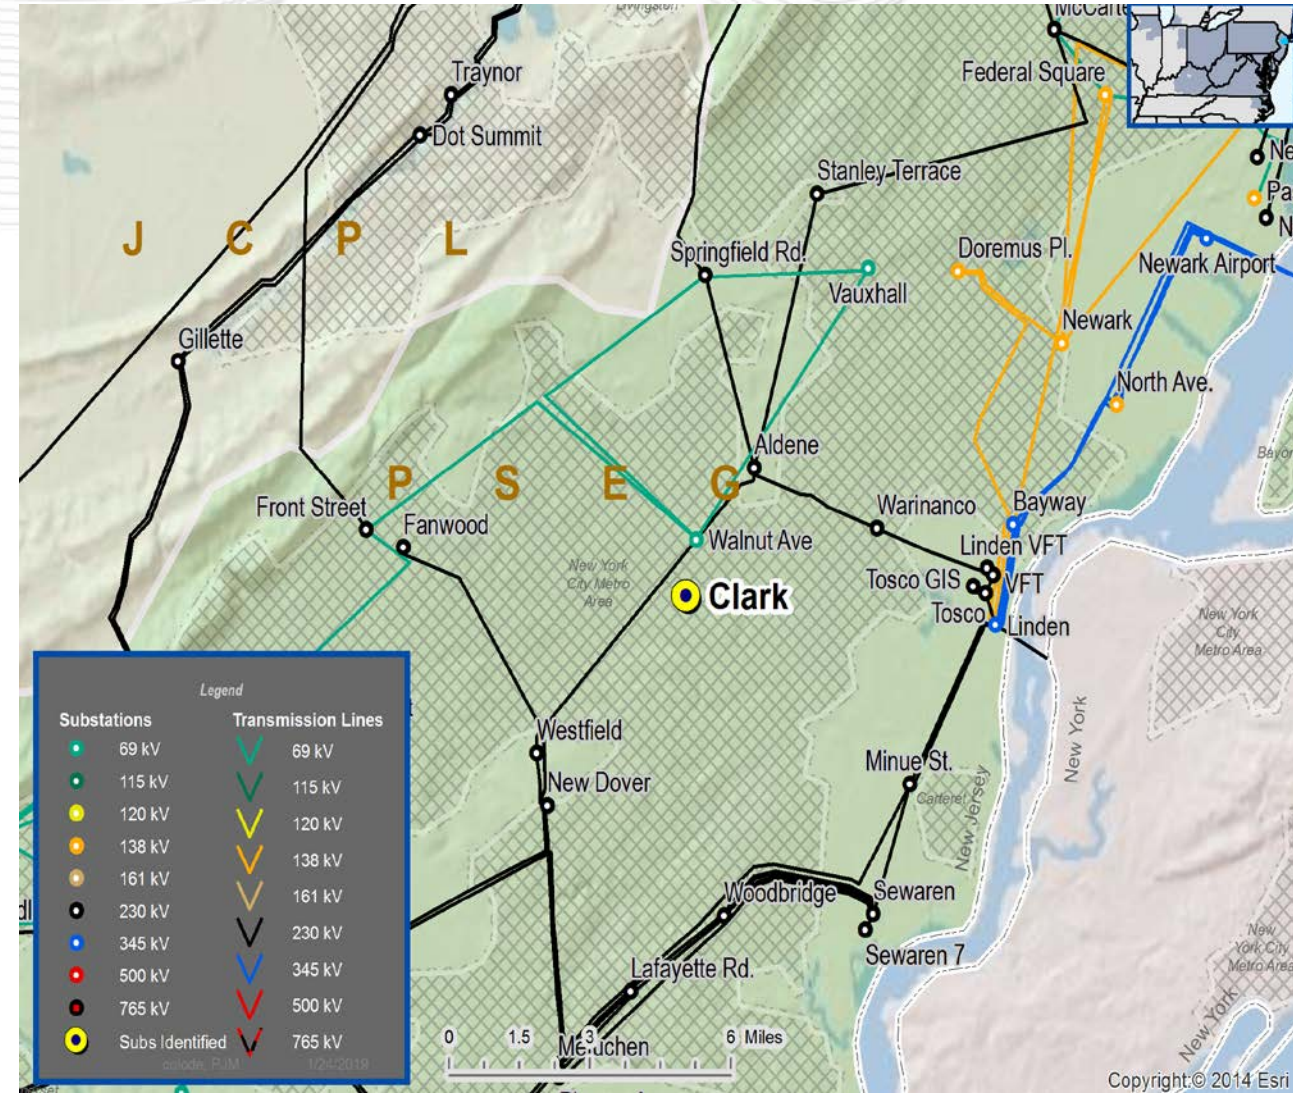 Livingston
Traynor
Federal Square
Dot Summit
Stanley Terrace
J C P L
Springfield Rd.
Doremus Pl.
Vauxhall
Newark Airport
Gillette
Newark
North Ave.
Aldene
P S E G
Front Street
Fanwood
Warinanco
Bayway
Walnut Ave
Linden VFT
New York
City Metro
Area
Tosco GIS
VFT
Clark
Tosco
Linden
New York
City
Metro Area
Legend
Substations
Transmission Lines
69 kV
69 kV
115 kV
115 kV
120 kV
120 kV
138 kV
138 kV
161 kV
161 kV
230 kV
230 kV
345 kV
345 kV
500 kV
500 kV
765 kV
765 kV
Subs Identified
1/24/2019
Westfield
New Dover
Minue St.
Carteret
New Jersey
New York
Woodbridge
Sewaren
Sewaren 7
Lafayette Rd.
New
York City
Metro Area
New York
0 1.5 3 6 Miles
Metuchen
Copyright:© 2014 Esri